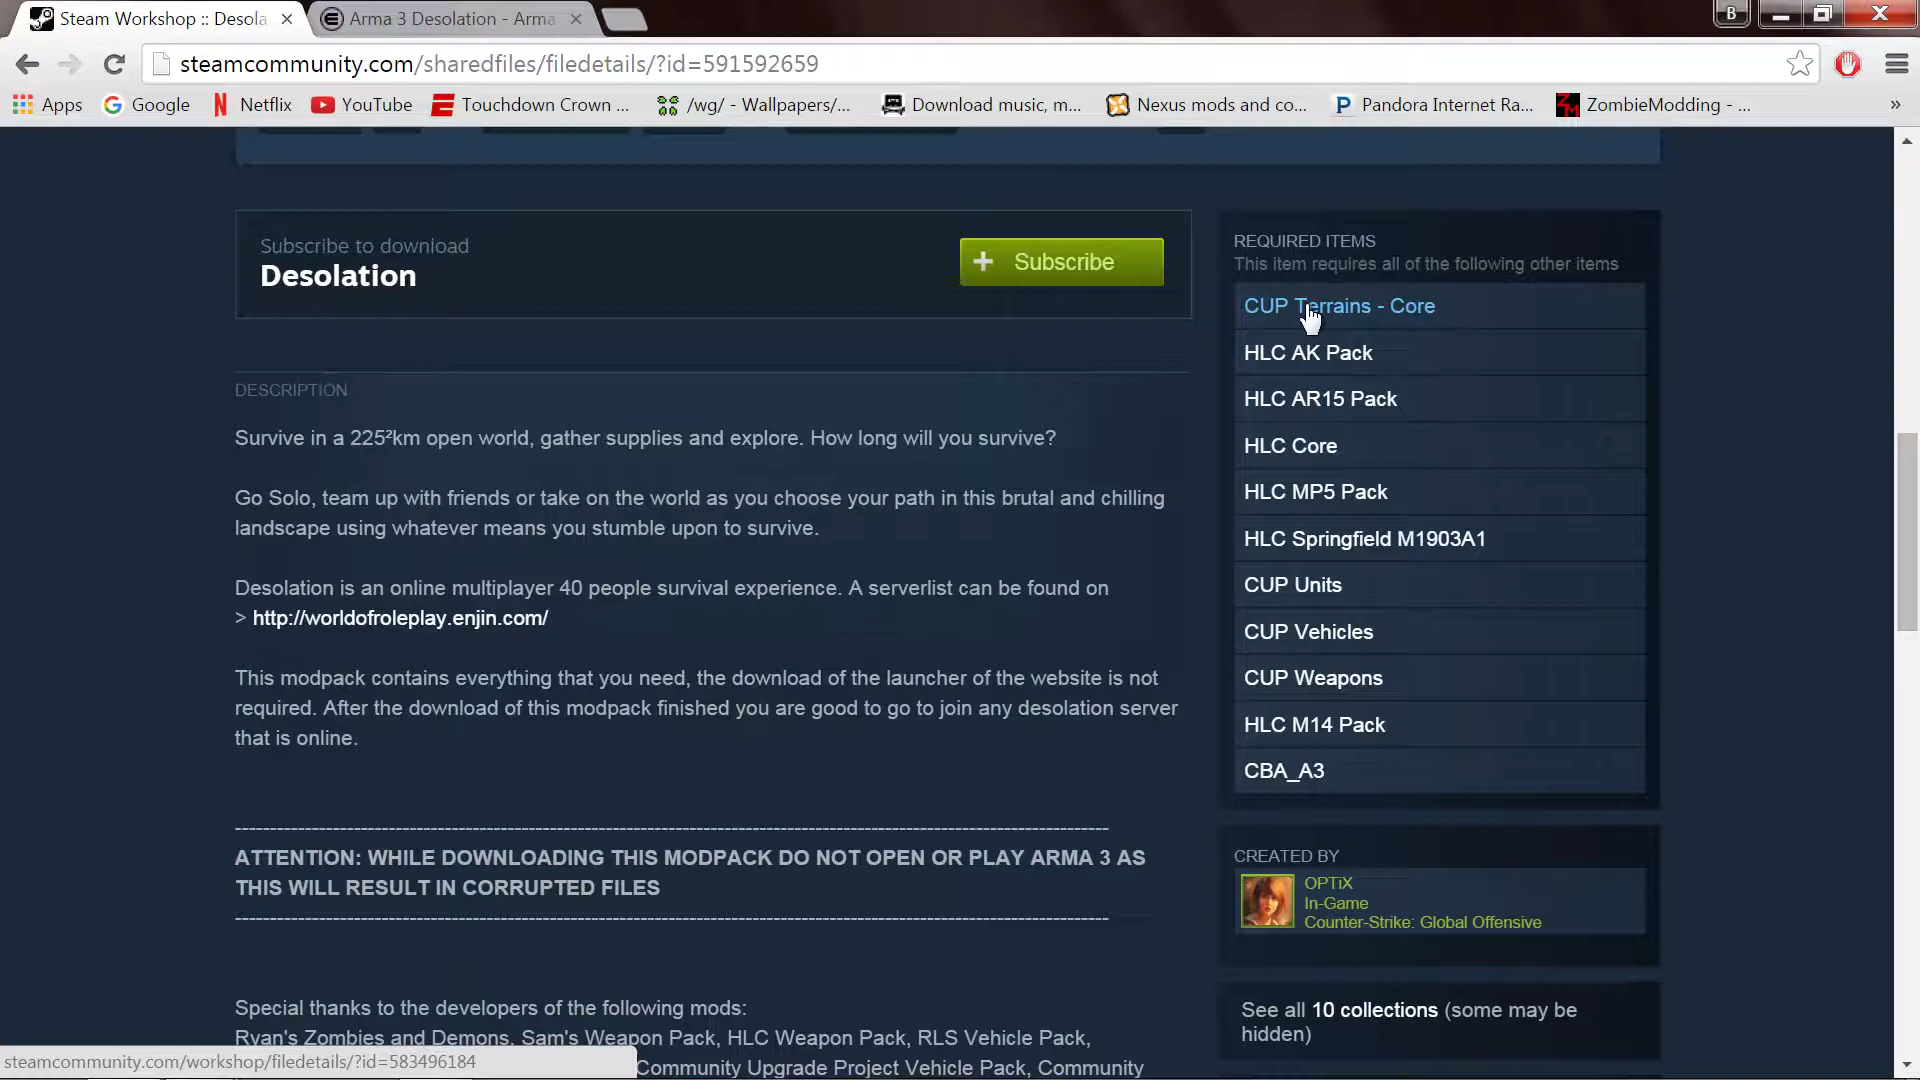 Steam Workshop :: Desola
Arma 3 Desolation - Arma
B
steamcommunity.com/sharedfiles/filedetails/?id=591592659
Apps
Google
Netflix
YouTube
Touchdown Crown ...
/wg/ - Wallpapers/...
Download music, m...
Nexus mods and co...
Pandora Internet Ra...
ZombieModding - ...
»
Subscribe to download
Desolation
+ Subscribe
DESCRIPTION
Survive in a 225²km open world, gather supplies and explore. How long will you survive?
Go Solo, team up with friends or take on the world as you choose your path in this brutal and chilling
landscape using whatever means you stumble upon to survive.
Desolation is an online multiplayer 40 people survival experience. A serverlist can be found on
> http://worldofroleplay.enjin.com/
This modpack contains everything that you need, the download of the launcher of the website is not
required. After the download of this modpack finished you are good to go to join any desolation server
that is online.
ATTENTION: WHILE DOWNLOADING THIS MODPACK DO NOT OPEN OR PLAY ARMA 3 AS
THIS WILL RESULT IN CORRUPTED FILES
Special thanks to the developers of the following mods:
Ryan's Zombies and Demons, Sam's Weapon Pack, HLC Weapon Pack, RLS Vehicle Pack,
Community Upgrade Project Vehicle Pack, Community
REQUIRED ITEMS
This item requires all of the following other items
CUP Terrains - Core
HLC AK Pack
HLC AR15 Pack
HLC Core
HLC MP5 Pack
HLC Springfield M1903A1
CUP Units
CUP Vehicles
CUP Weapons
HLC M14 Pack
CBA_A3
CREATED BY
OPTiX
In-Game
Counter-Strike: Global Offensive
See all 10 collections (some may be
hidden)
steamcommunity.com/workshop/filedetails/?id=583496184